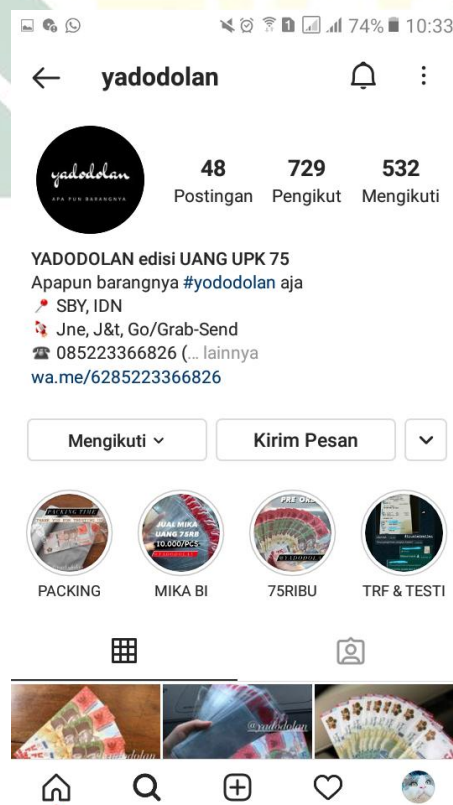 74% 10:33
yadodolan
yadodolan
APA PUN BARANGNYA
48 729 532
Postingan Pengikut Mengikuti
YADODOLAN edisi UANG UPK 75
Apapun barangnya #yododolan aja
SBY, IDN
Jne, J&t, Go/Grab-Send
085223366826 (... lainnya
wa.me/6285223366826
Mengikuti
Kirim Pesan
PACKING TIME
JUAL MIKA
UANG 75RB
10.000/PCS
PRE
PACKING
MIKA BI
75RIBU
TRF & TESTI
@yadodolan